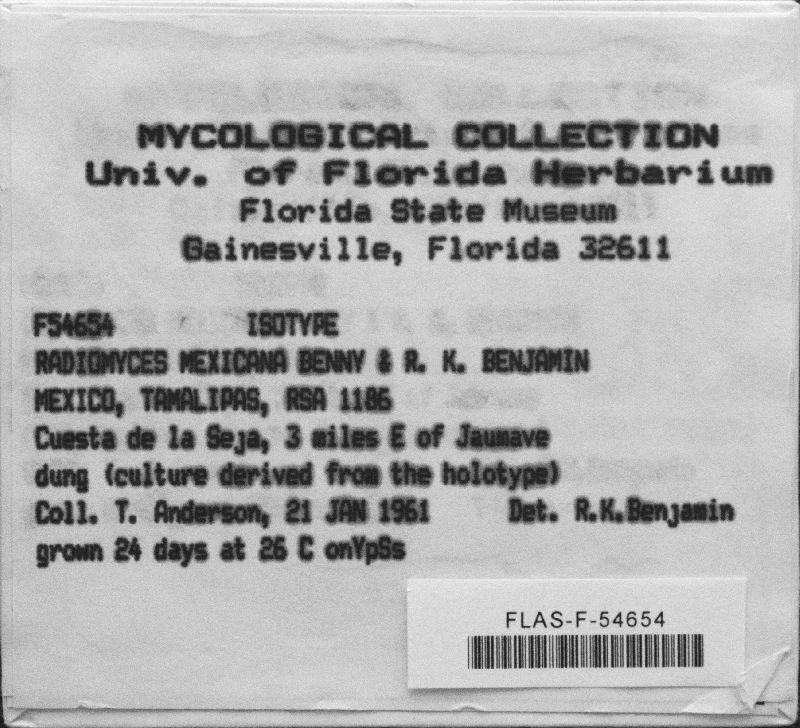 MYCOLOGICAL COLLECTION
Univ. of Florida Herbarium
Florida State Museum
Gainesville, Florida 32611
F54654 ISOTYPE
RADIOMYCES MEXICANA BENNY & R. K. BENJAMIN
MEXICO, TAMALIPAS, RSA 1186
Cuesta de la Seja, 3 miles E of Jaumave
dung (culture derived from the holotype)
Coll. T. Anderson, 21 JAN 1961 Det. R.K.Benjamin
grown 24 days at 26 C onYpSs
FLAS-F-54654